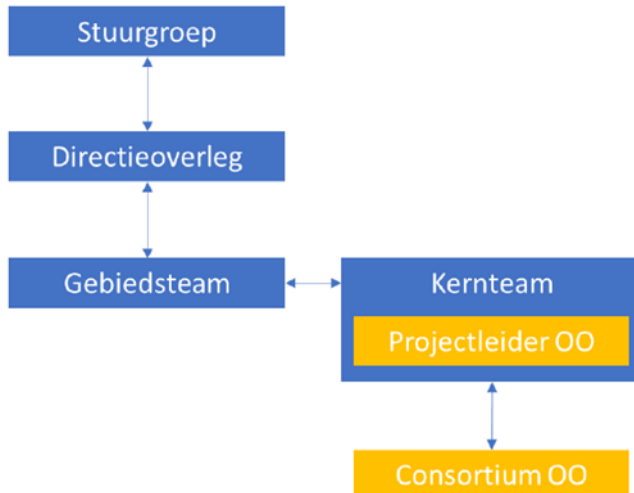 Stuurgroep
Directieoverleg
Gebiedsteam
Kernteam
Projectleider OO
Consortium OO